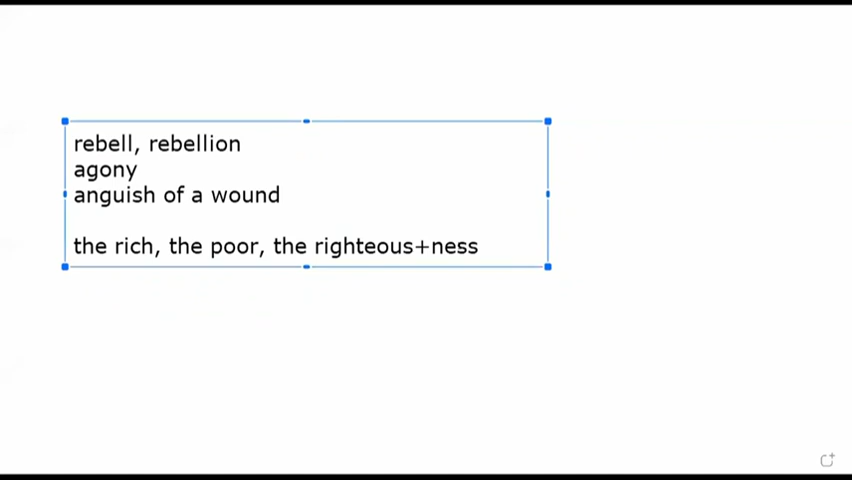 rebell, rebellion
agony
anguish of a wound
the rich, the poor, the righteous+ness